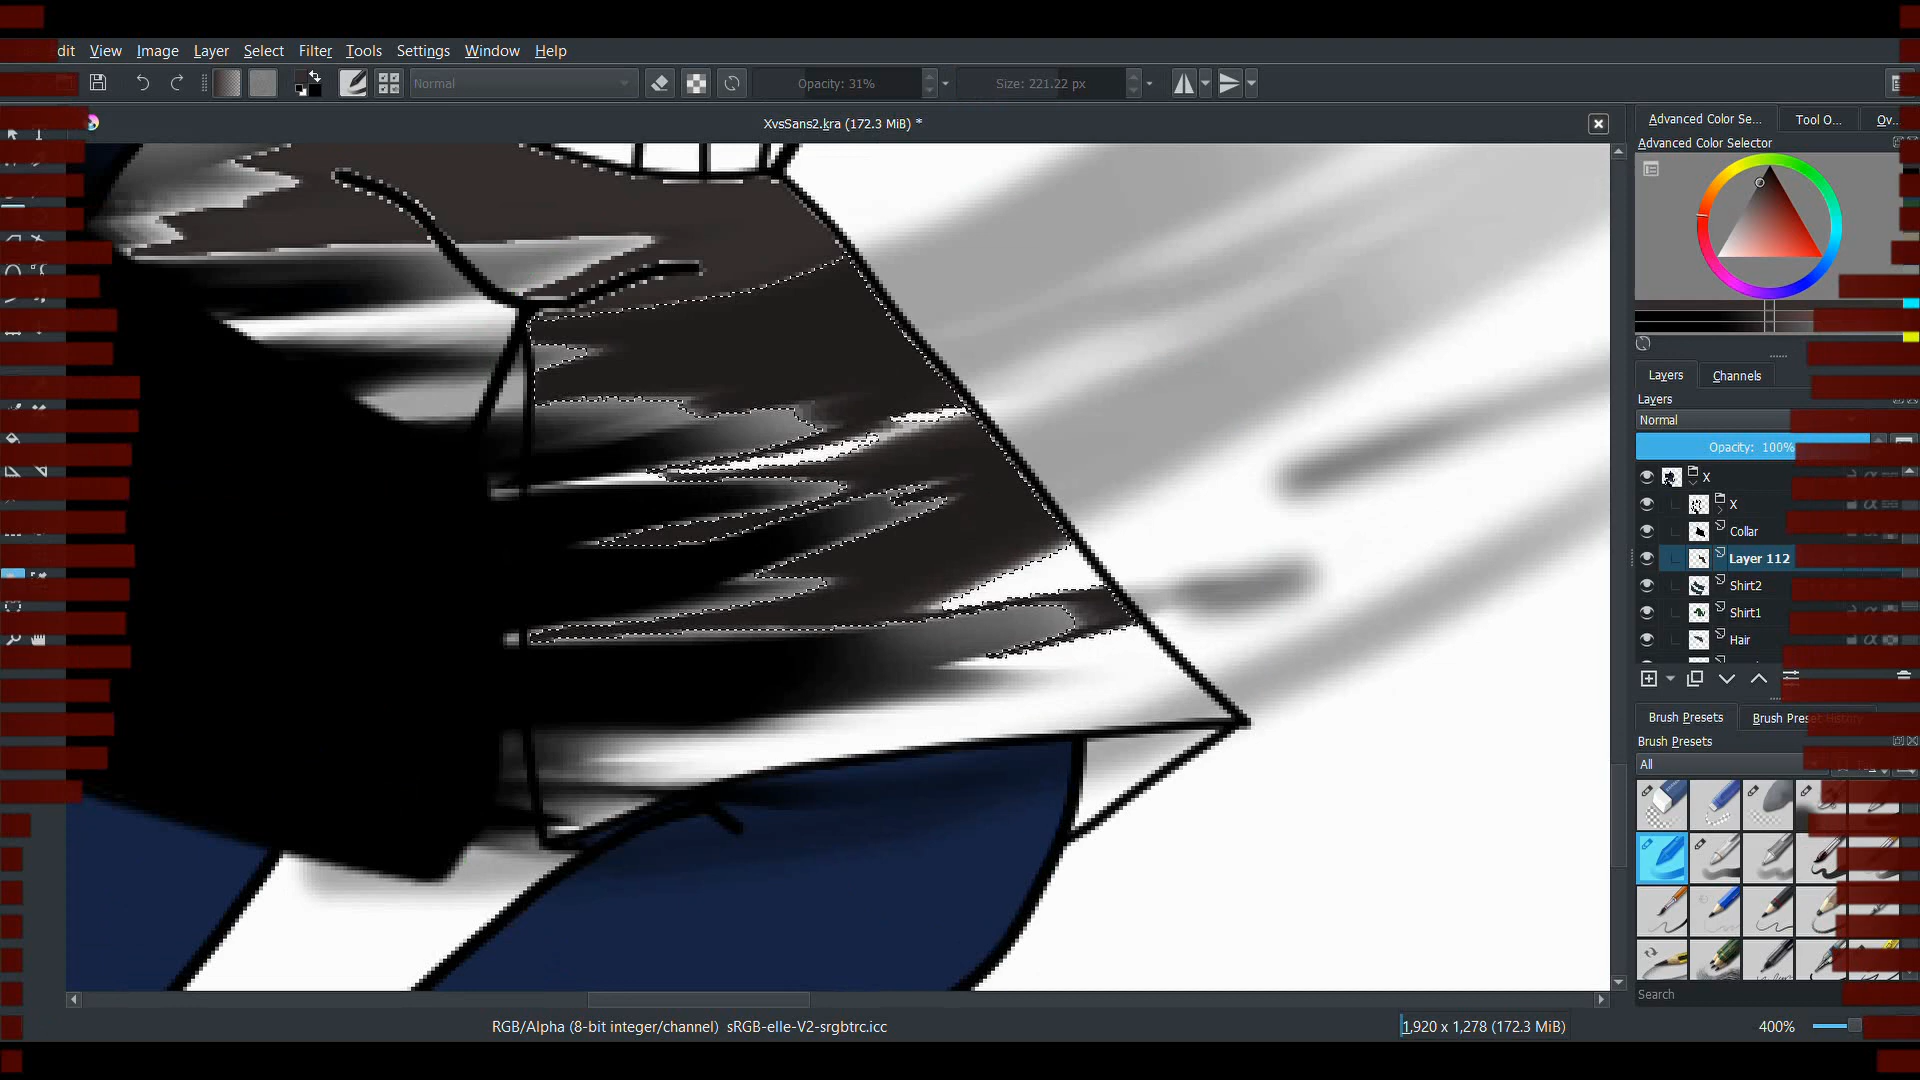 dit View Image Layer Select Filter Tools Settings Window Help
Normal Opacity: 31% Size: 221.22 px
XvsSans2.kra (172.3 MiB) *
Advanced Color Se... Tool O... Ov...
Advanced Color Selector
Layers Channels
Layers
Normal
Opacity: 100%
X
X
Collar
Layer 112
Shirt2
Shirt1
Hair
Brush Presets Brush Preset History
Brush Presets
All
Search
RGB/Alpha (8-bit integer/channel) sRGB-elle-V2-srgbtrc.icc 1,920 x 1,278 (172.3 MiB) 400%